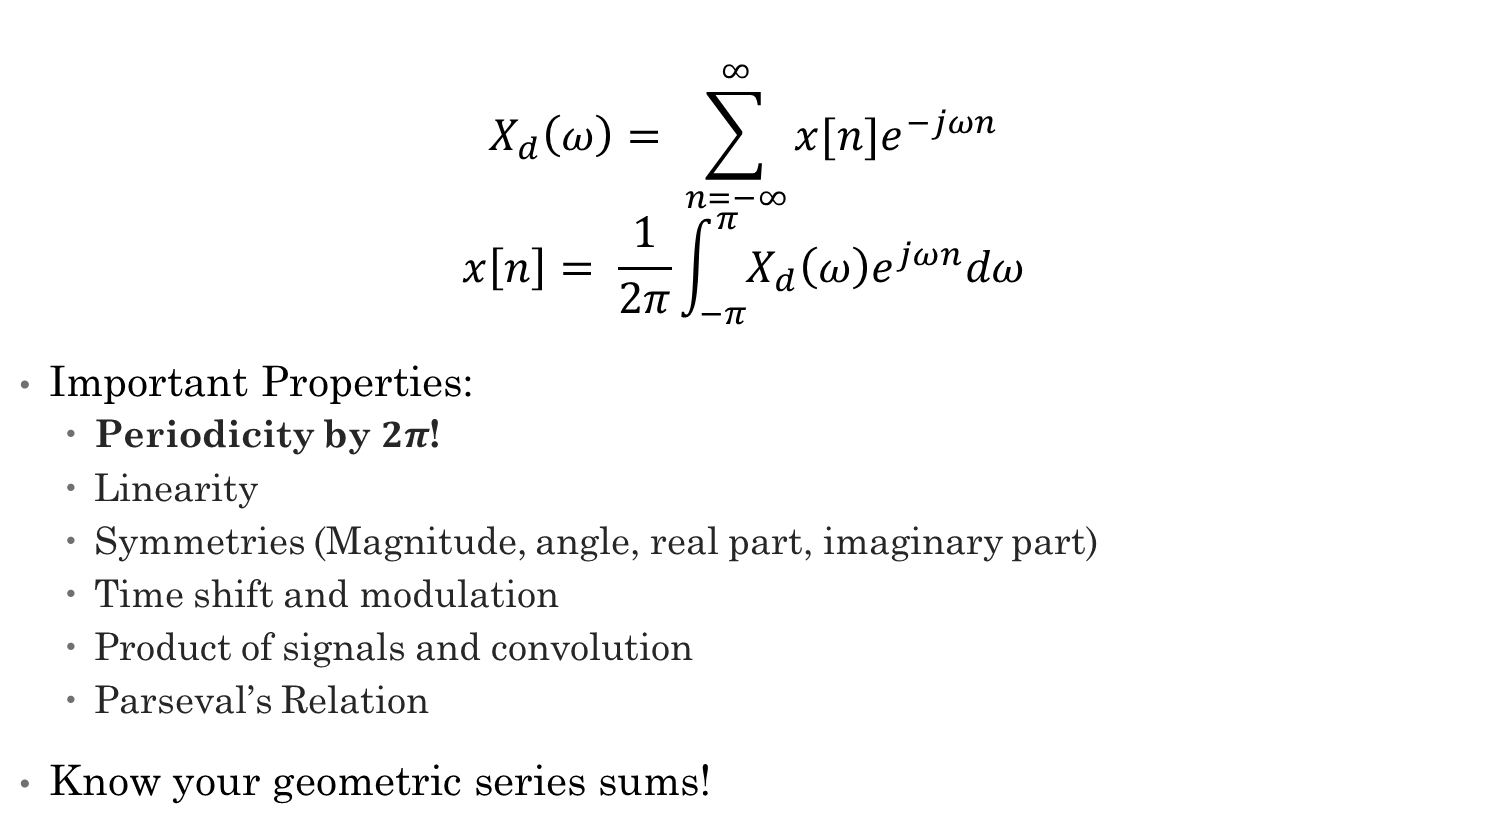 X_d(ω) = ∑_{n=−∞}^{∞} x[n]e^{−jωn}
x[n] = \frac{1}{2π} ∫_{−π}^{π} X_d(ω)e^{jωn}dω
• Important Properties:
• Periodicity by 2π!
• Linearity
• Symmetries (Magnitude, angle, real part, imaginary part)
• Time shift and modulation
• Product of signals and convolution
• Parseval’s Relation
• Know your geometric series sums!